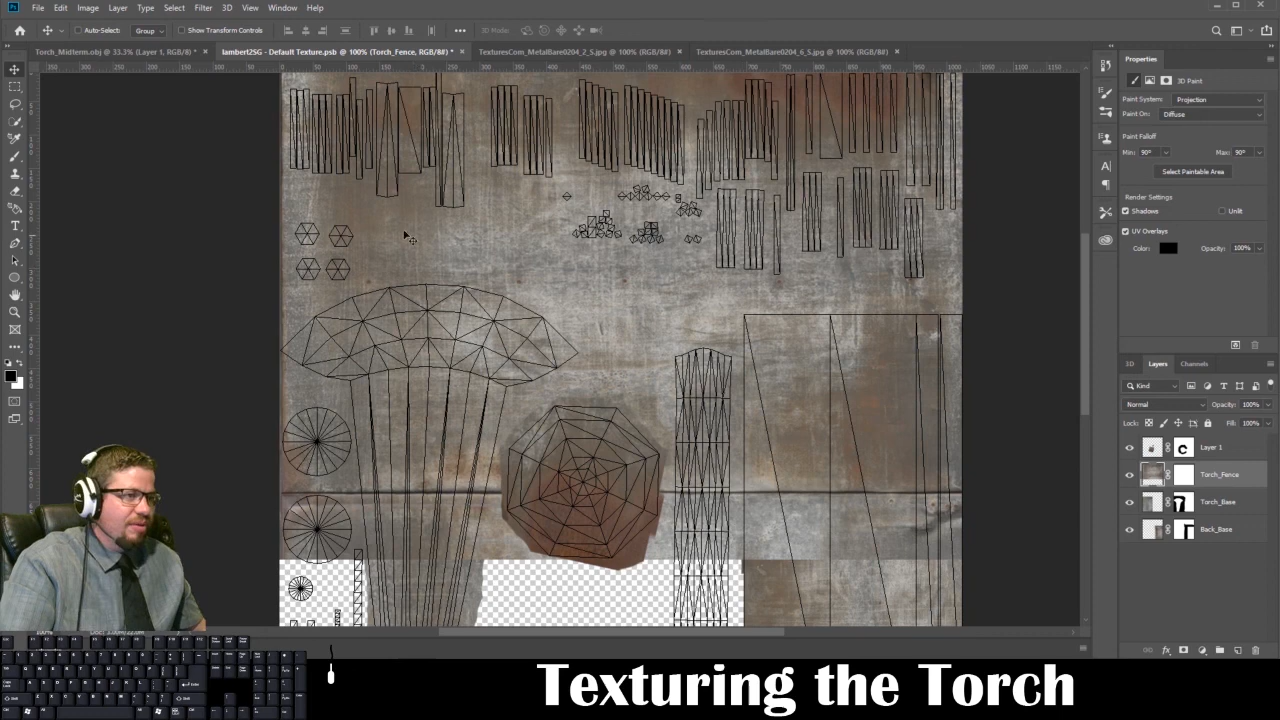 File Edit Image Layer Type Select Filter 3D View Window Help
Auto-Select: Group Show Transform Controls 3D Mode:
Torch_Midterm.obj @ 33.3% (Layer 1, RGB/8#) * × lambert2SG - Default Texture.psb @ 100% (Torch_Fence, RGB/8#) * × TexturesCom_MetalBare0204_2_S.jpg @ 100% (RGB/8#) × TexturesCom_MetalBare0204_6_S.jpg @ 100% (RGB/8#) ×
Properties
3D Paint
Paint System: Projection
Paint On: Diffuse
Paint Falloff
Min: 90° Max: 90°
Select Paintable Area
Render Settings
Shadows Unlit
UV Overlays
Color: Opacity: 100%
3D Layers Channels
Kind
Normal Opacity: 100%
Lock: Fill: 100%
Layer 1
Torch_Fence
Torch_Base
Back_Base
Texturing the Torch